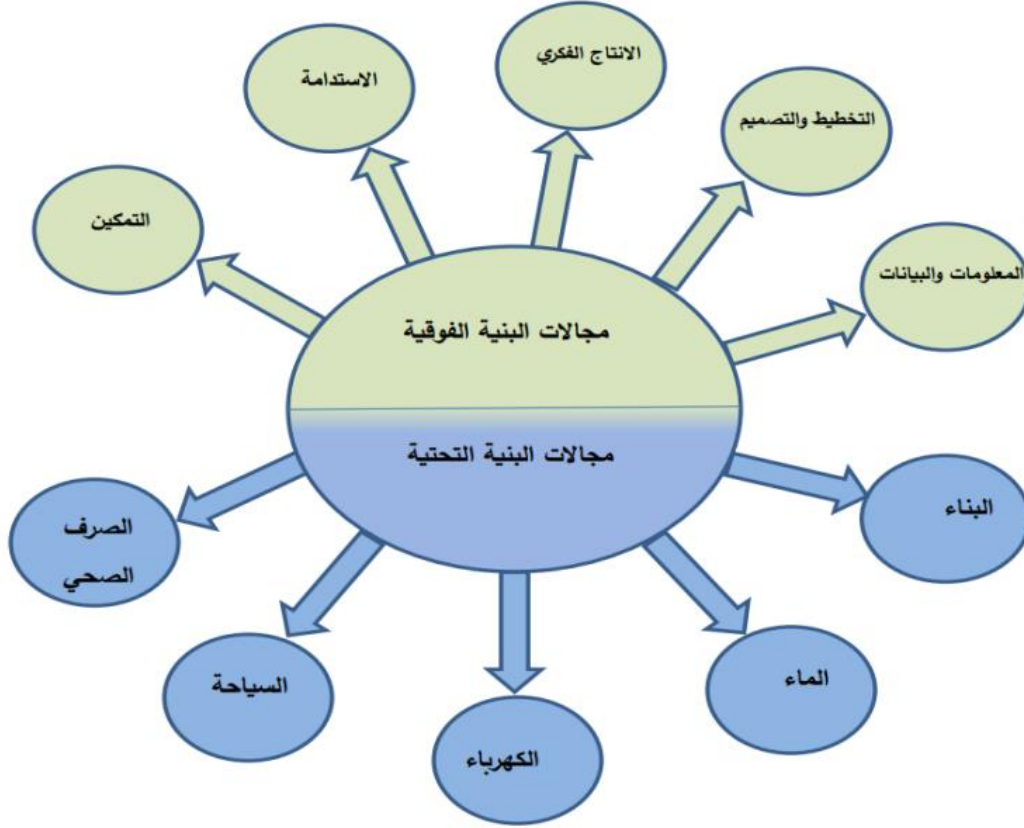 الانتاج الفكري
الاستدامة
التخطيط والتصميم
التمكين
المعلومات والبيانات
مجالات البنية الفوقية
مجالات البنية التحتية
البناء
الصرف
الصحي
الماء
السياحة
الكهرباء